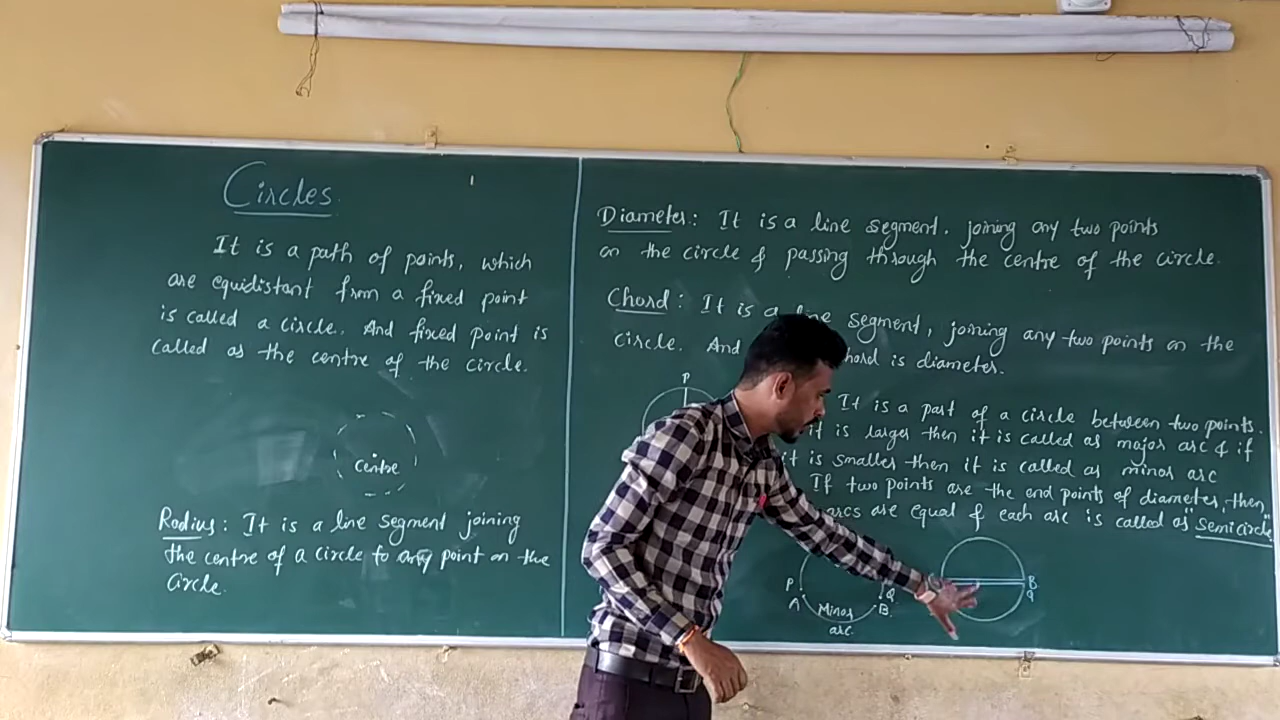 Circles.
It is a path of points, which
are equidistant from a fixed point
is called a circle. And fixed point is
called as the centre of the circle.
Centre
Radius: It is a line segment joining
the centre of a circle to any point on the
circle.
Diameter: It is a line segment, joining any two points
on the circle & passing through the centre of the circle.
Chord: It is a line segment, joining any two points on the
circle. And chord is diameter.
P
It is a part of a circle between two points.
it is larger then it is called as major arc & if
it is smaller then it is called as minor arc
If two points are the end points of diameter, then
arcs are equal & each arc is called as "semicircle
P
A
Minor
arc.
Q
B
B
Q